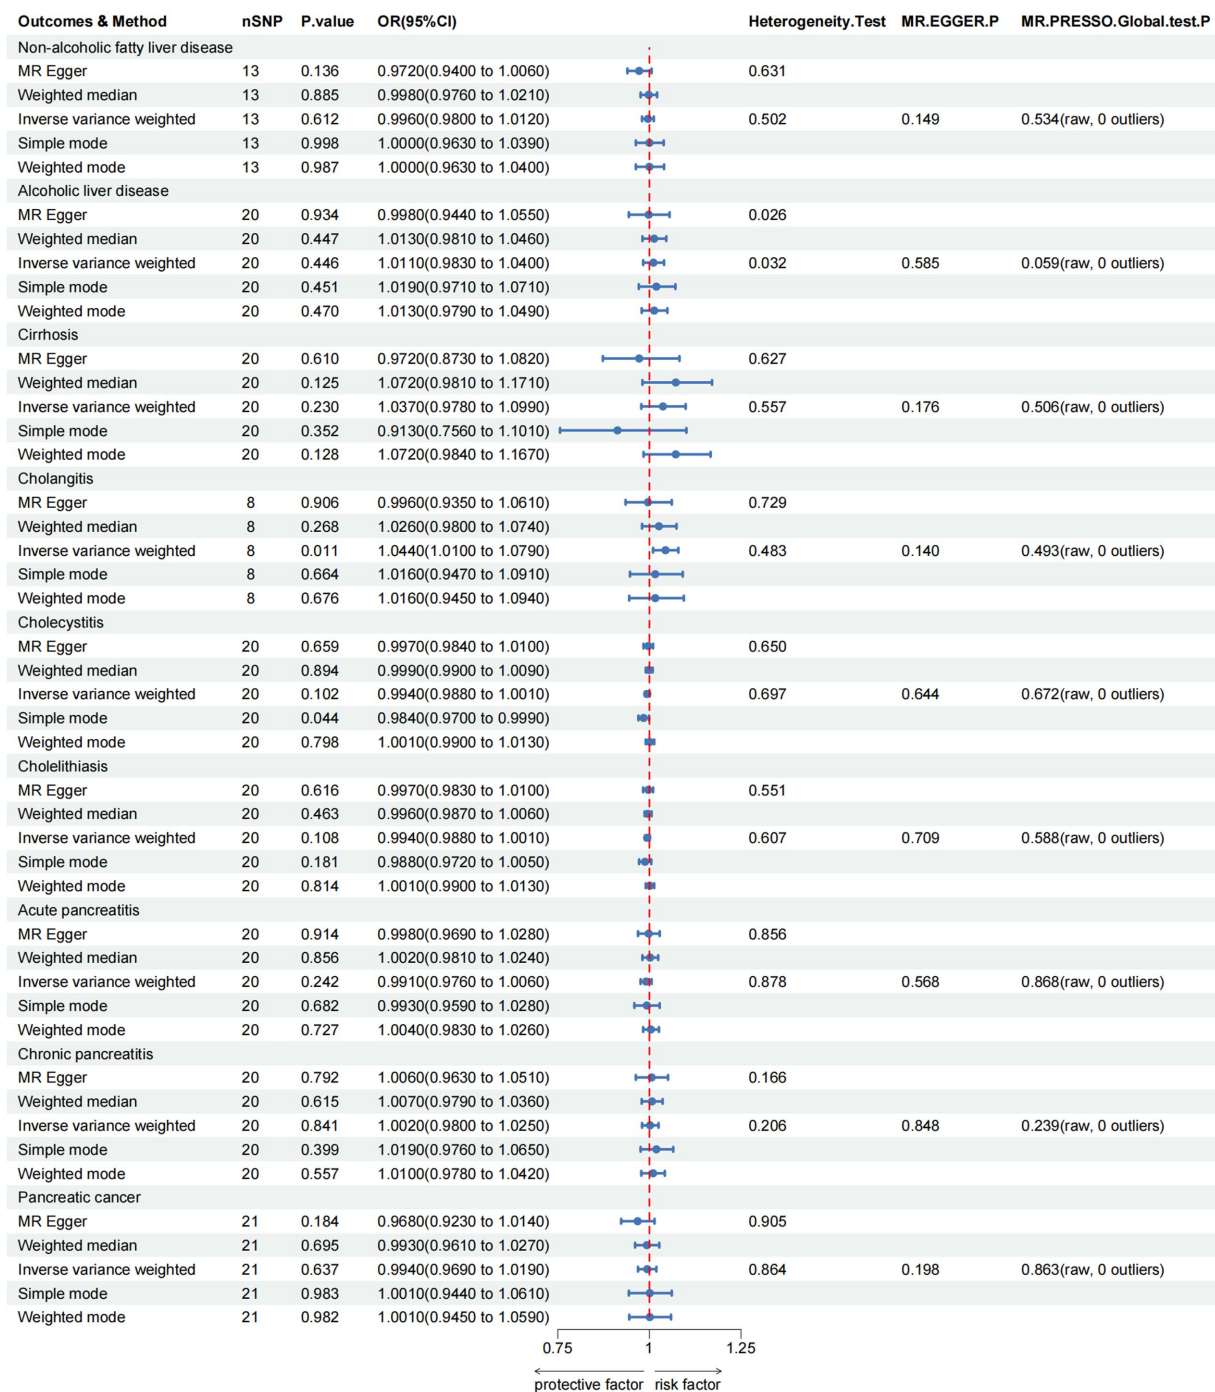 Outcomes & Method nSNP P.value OR(95%CI) Heterogeneity.Test MR.EGGER.P MR.PRESSO.Global.test.P
Non-alcoholic fatty liver disease
MR Egger 13 0.136 0.9720(0.9400 to 1.0060) 0.631
Weighted median 13 0.885 0.9980(0.9760 to 1.0210)
Inverse variance weighted 13 0.612 0.9960(0.9800 to 1.0120) 0.502 0.149 0.534(raw, 0 outliers)
Simple mode 13 0.998 1.0000(0.9630 to 1.0390)
Weighted mode 13 0.987 1.0000(0.9630 to 1.0400)
Alcoholic liver disease
MR Egger 20 0.934 0.9980(0.9440 to 1.0550) 0.026
Weighted median 20 0.447 1.0130(0.9810 to 1.0460)
Inverse variance weighted 20 0.446 1.0110(0.9830 to 1.0400) 0.032 0.585 0.059(raw, 0 outliers)
Simple mode 20 0.451 1.0190(0.9710 to 1.0710)
Weighted mode 20 0.470 1.0130(0.9790 to 1.0490)
Cirrhosis
MR Egger 20 0.610 0.9720(0.8730 to 1.0820) 0.627
Weighted median 20 0.125 1.0720(0.9810 to 1.1710)
Inverse variance weighted 20 0.230 1.0370(0.9780 to 1.0990) 0.557 0.176 0.506(raw, 0 outliers)
Simple mode 20 0.352 0.9130(0.7560 to 1.1010)
Weighted mode 20 0.128 1.0720(0.9840 to 1.1670)
Cholangitis
MR Egger 8 0.906 0.9960(0.9350 to 1.0610) 0.729
Weighted median 8 0.268 1.0260(0.9800 to 1.0740)
Inverse variance weighted 8 0.011 1.0440(1.0100 to 1.0790) 0.483 0.140 0.493(raw, 0 outliers)
Simple mode 8 0.664 1.0160(0.9470 to 1.0910)
Weighted mode 8 0.676 1.0160(0.9450 to 1.0940)
Cholecystitis
MR Egger 20 0.659 0.9970(0.9840 to 1.0100) 0.650
Weighted median 20 0.894 0.9990(0.9900 to 1.0090)
Inverse variance weighted 20 0.102 0.9940(0.9880 to 1.0010) 0.697 0.644 0.672(raw, 0 outliers)
Simple mode 20 0.044 0.9840(0.9700 to 0.9990)
Weighted mode 20 0.798 1.0010(0.9900 to 1.0130)
Cholelithiasis
MR Egger 20 0.616 0.9970(0.9830 to 1.0100) 0.551
Weighted median 20 0.463 0.9960(0.9870 to 1.0060)
Inverse variance weighted 20 0.108 0.9940(0.9880 to 1.0010) 0.607 0.709 0.588(raw, 0 outliers)
Simple mode 20 0.181 0.9880(0.9720 to 1.0050)
Weighted mode 20 0.814 1.0010(0.9900 to 1.0130)
Acute pancreatitis
MR Egger 20 0.914 0.9980(0.9690 to 1.0280) 0.856
Weighted median 20 0.856 1.0020(0.9810 to 1.0240)
Inverse variance weighted 20 0.242 0.9910(0.9760 to 1.0060) 0.878 0.568 0.868(raw, 0 outliers)
Simple mode 20 0.682 0.9930(0.9590 to 1.0280)
Weighted mode 20 0.727 1.0040(0.9830 to 1.0260)
Chronic pancreatitis
MR Egger 20 0.792 1.0060(0.9630 to 1.0510) 0.166
Weighted median 20 0.615 1.0070(0.9790 to 1.0360)
Inverse variance weighted 20 0.841 1.0020(0.9800 to 1.0250) 0.206 0.848 0.239(raw, 0 outliers)
Simple mode 20 0.399 1.0190(0.9760 to 1.0650)
Weighted mode 20 0.557 1.0100(0.9780 to 1.0420)
Pancreatic cancer
MR Egger 21 0.184 0.9680(0.9230 to 1.0140) 0.905
Weighted median 21 0.695 0.9930(0.9610 to 1.0270)
Inverse variance weighted 21 0.637 0.9940(0.9690 to 1.0190) 0.864 0.198 0.863(raw, 0 outliers)
Simple mode 21 0.983 1.0010(0.9440 to 1.0610)
Weighted mode 21 0.982 1.0010(0.9450 to 1.0590)
0.75 1 1.25
protective factor risk factor